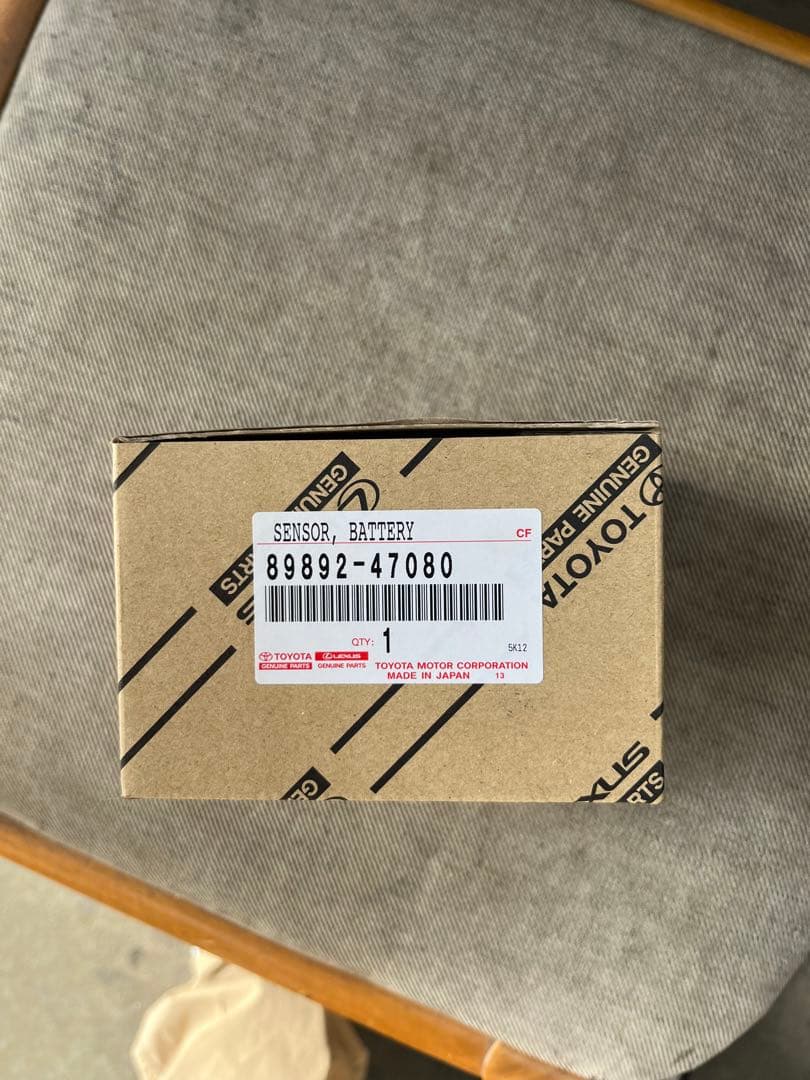 SENSOR, BATTERY
CF
89892-47080
QTY: 1
5K12
TOYOTA LEXUS
GENUINE PARTS GENUINE PARTS
TOYOTA MOTOR CORPORATION
MADE IN JAPAN 13
GENUINE PARTS
TOYOTA